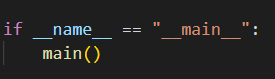 if __name__ == "__main__":
    main()